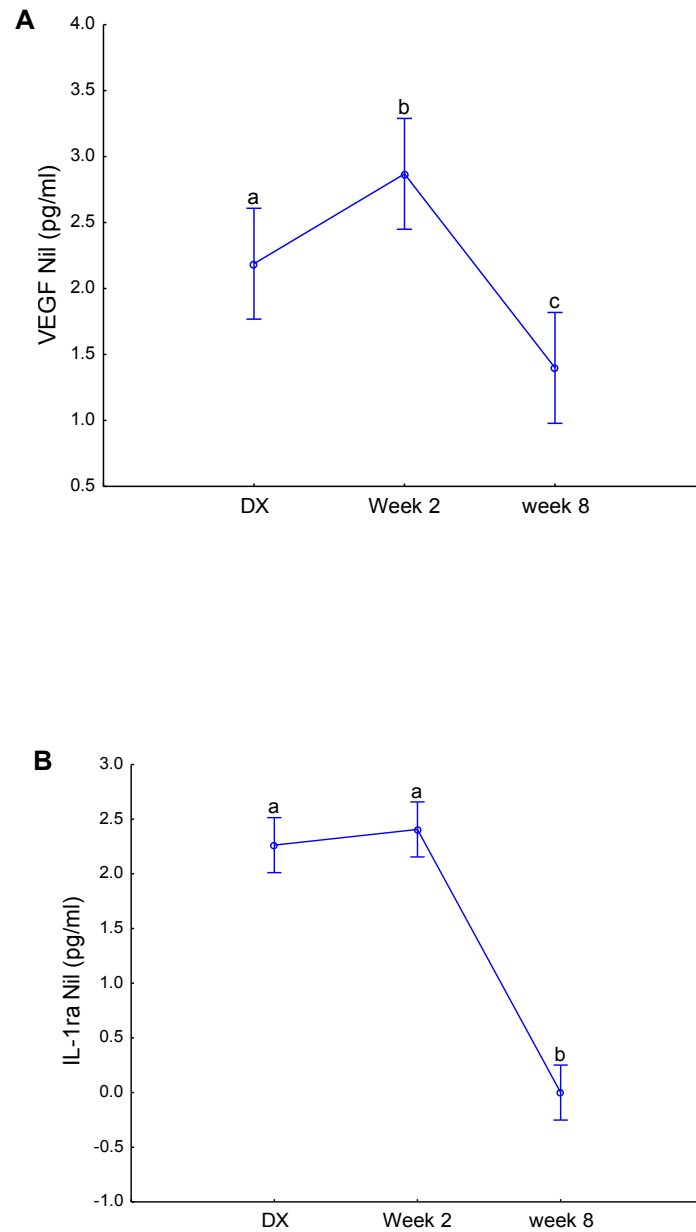 A
4.0
3.5
3.0
2.5
2.0
1.5
1.0
0.5
VEGF Nil (pg/ml)
a
b
c
DX Week 2 week 8
B
3.0
2.5
2.0
1.5
1.0
0.5
0.0
-0.5
-1.0
IL-1ra Nil (pg/ml)
a
a
b
DX Week 2 week 8